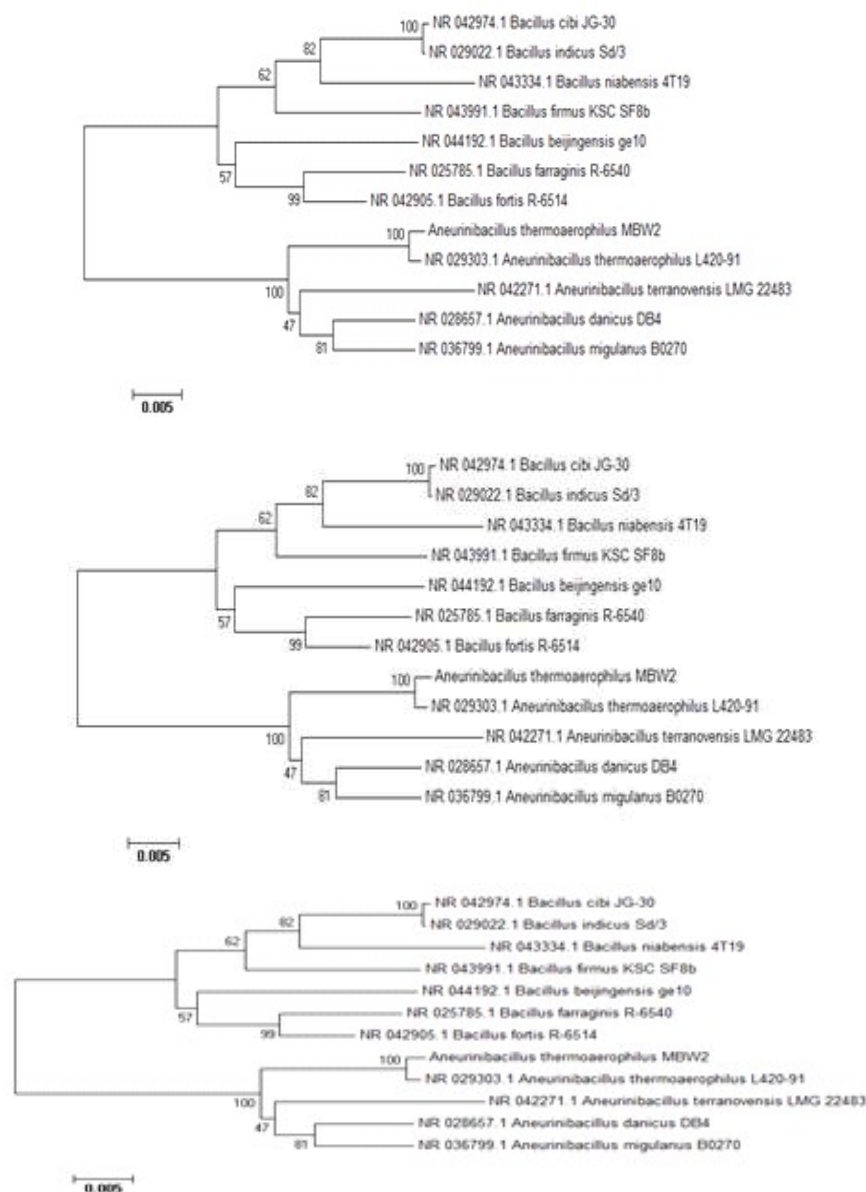 NR 042974.1 Bacillus cibi JG-30
100
NR 029022.1 Bacillus indicus Sd/3
82
NR 043334.1 Bacillus niabensis 4T19
62
NR 043991.1 Bacillus firmus KSC SF8b
NR 044192.1 Bacillus beijingensis ge10
57
NR 025785.1 Bacillus farraginis R-6540
99
NR 042905.1 Bacillus fortis R-6514
Aneurinibacillus thermoaerophilus MBW2
100
NR 029303.1 Aneurinibacillus thermoaerophilus L420-91
100
NR 042271.1 Aneurinibacillus terranovensis LMG 22483
47
NR 028657.1 Aneurinibacillus danicus DB4
81
NR 036799.1 Aneurinibacillus migulanus B0270
0.005
NR 042974.1 Bacillus cibi JG-30
100
NR 029022.1 Bacillus indicus Sd/3
82
NR 043334.1 Bacillus niabensis 4T19
62
NR 043991.1 Bacillus firmus KSC SF8b
NR 044192.1 Bacillus beijingensis ge10
57
NR 025785.1 Bacillus farraginis R-6540
99
NR 042905.1 Bacillus fortis R-6514
Aneurinibacillus thermoaerophilus MBW2
100
NR 029303.1 Aneurinibacillus thermoaerophilus L420-91
100
NR 042271.1 Aneurinibacillus terranovensis LMG 22483
47
NR 028657.1 Aneurinibacillus danicus DB4
81
NR 036799.1 Aneurinibacillus migulanus B0270
0.005
NR 042974.1 Bacillus cibi JG-30
100
NR 029022.1 Bacillus indicus Sd/3
82
NR 043334.1 Bacillus niabensis 4T19
62
NR 043991.1 Bacillus firmus KSC SF8b
NR 044192.1 Bacillus beijingensis ge10
57
NR 025785.1 Bacillus farraginis R-6540
99
NR 042905.1 Bacillus fortis R-6514
Aneurinibacillus thermoaerophilus MBW2
100
NR 029303.1 Aneurinibacillus thermoaerophilus L420-91
100
NR 042271.1 Aneurinibacillus terranovensis LMG 22483
47
NR 028657.1 Aneurinibacillus danicus DB4
81
NR 036799.1 Aneurinibacillus migulanus B0270
0.005